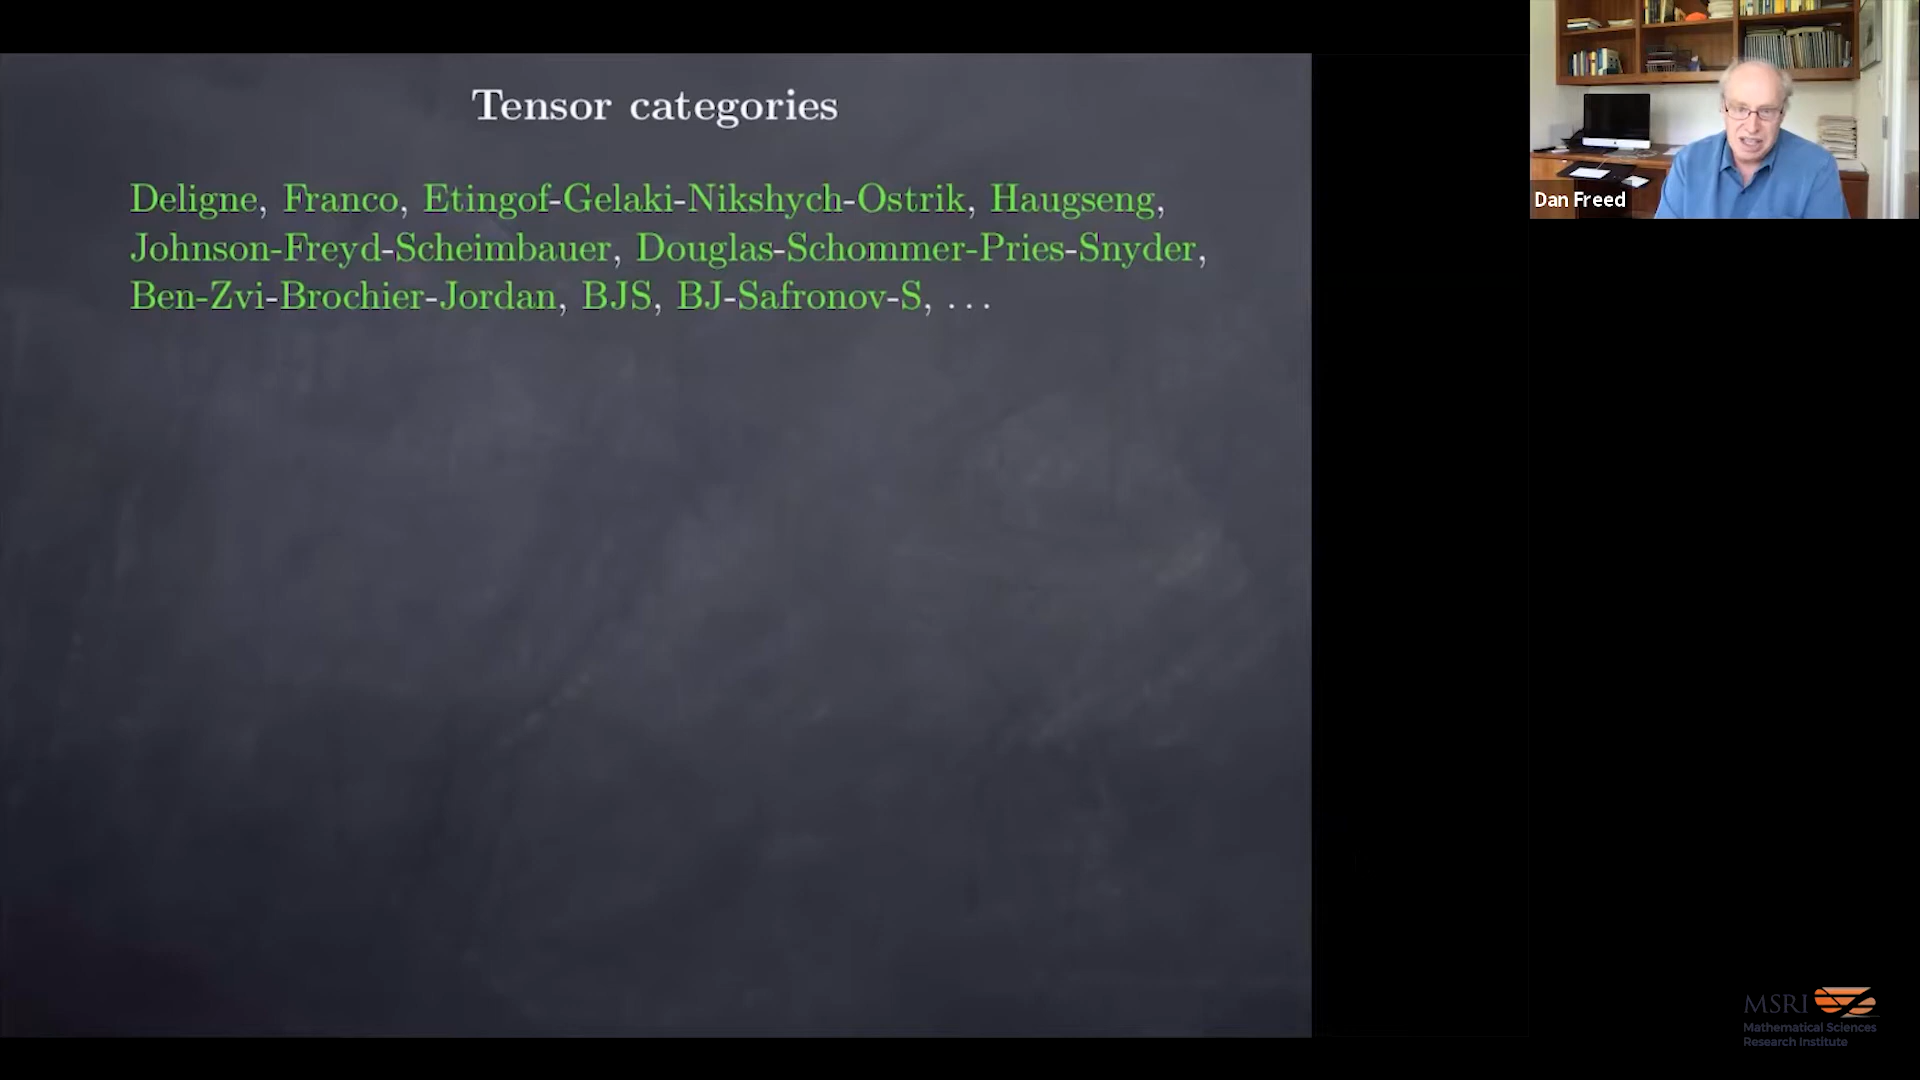 Tensor categories
Deligne, Franco, Etingof-Gelaki-Nikshych-Ostrik, Haugseng,
Johnson-Freyd-Scheimbauer, Douglas-Schommer-Pries-Snyder,
Ben-Zvi-Brochier-Jordan, BJS, BJ-Safronov-S, ...
Dan Freed
MSRI
Mathematical Sciences
Research Institute